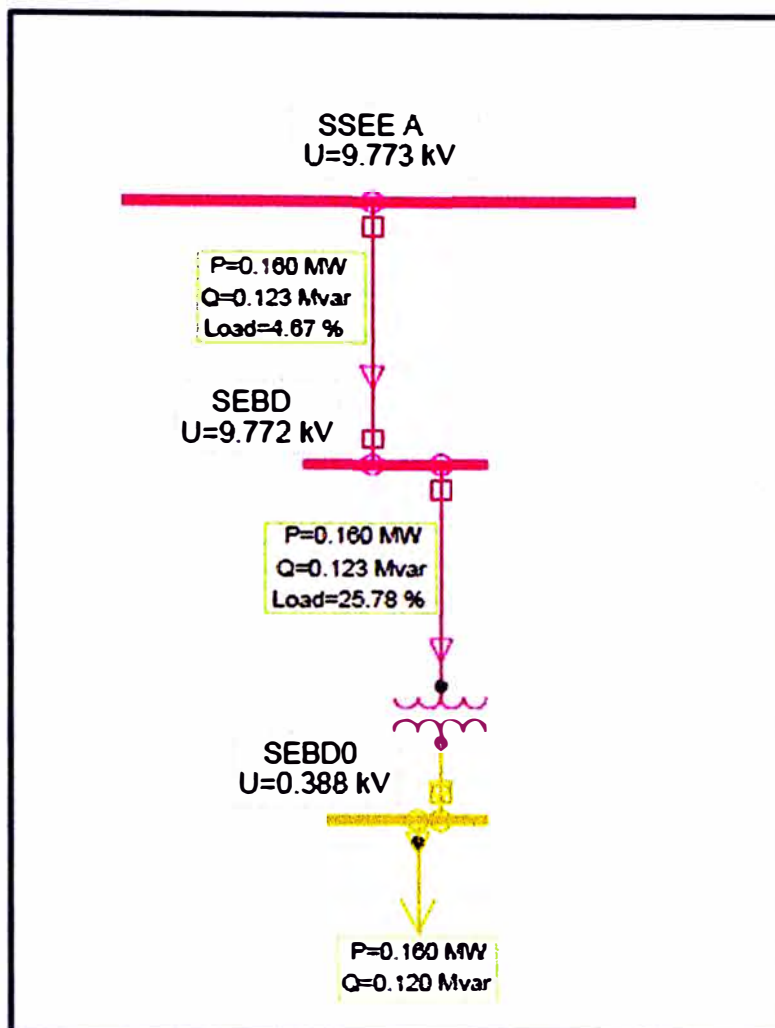 SSEE A
U=9.773 kV
P=0.160 MW
Q=0.123 Mvar
Load=4.67 %
SEBD
U=9.772 kV
P=0.160 MW
Q=0.123 Mvar
Load=25.78 %
SEBD0
U=0.388 kV
P=0.160 MW
Q=0.120 Mvar